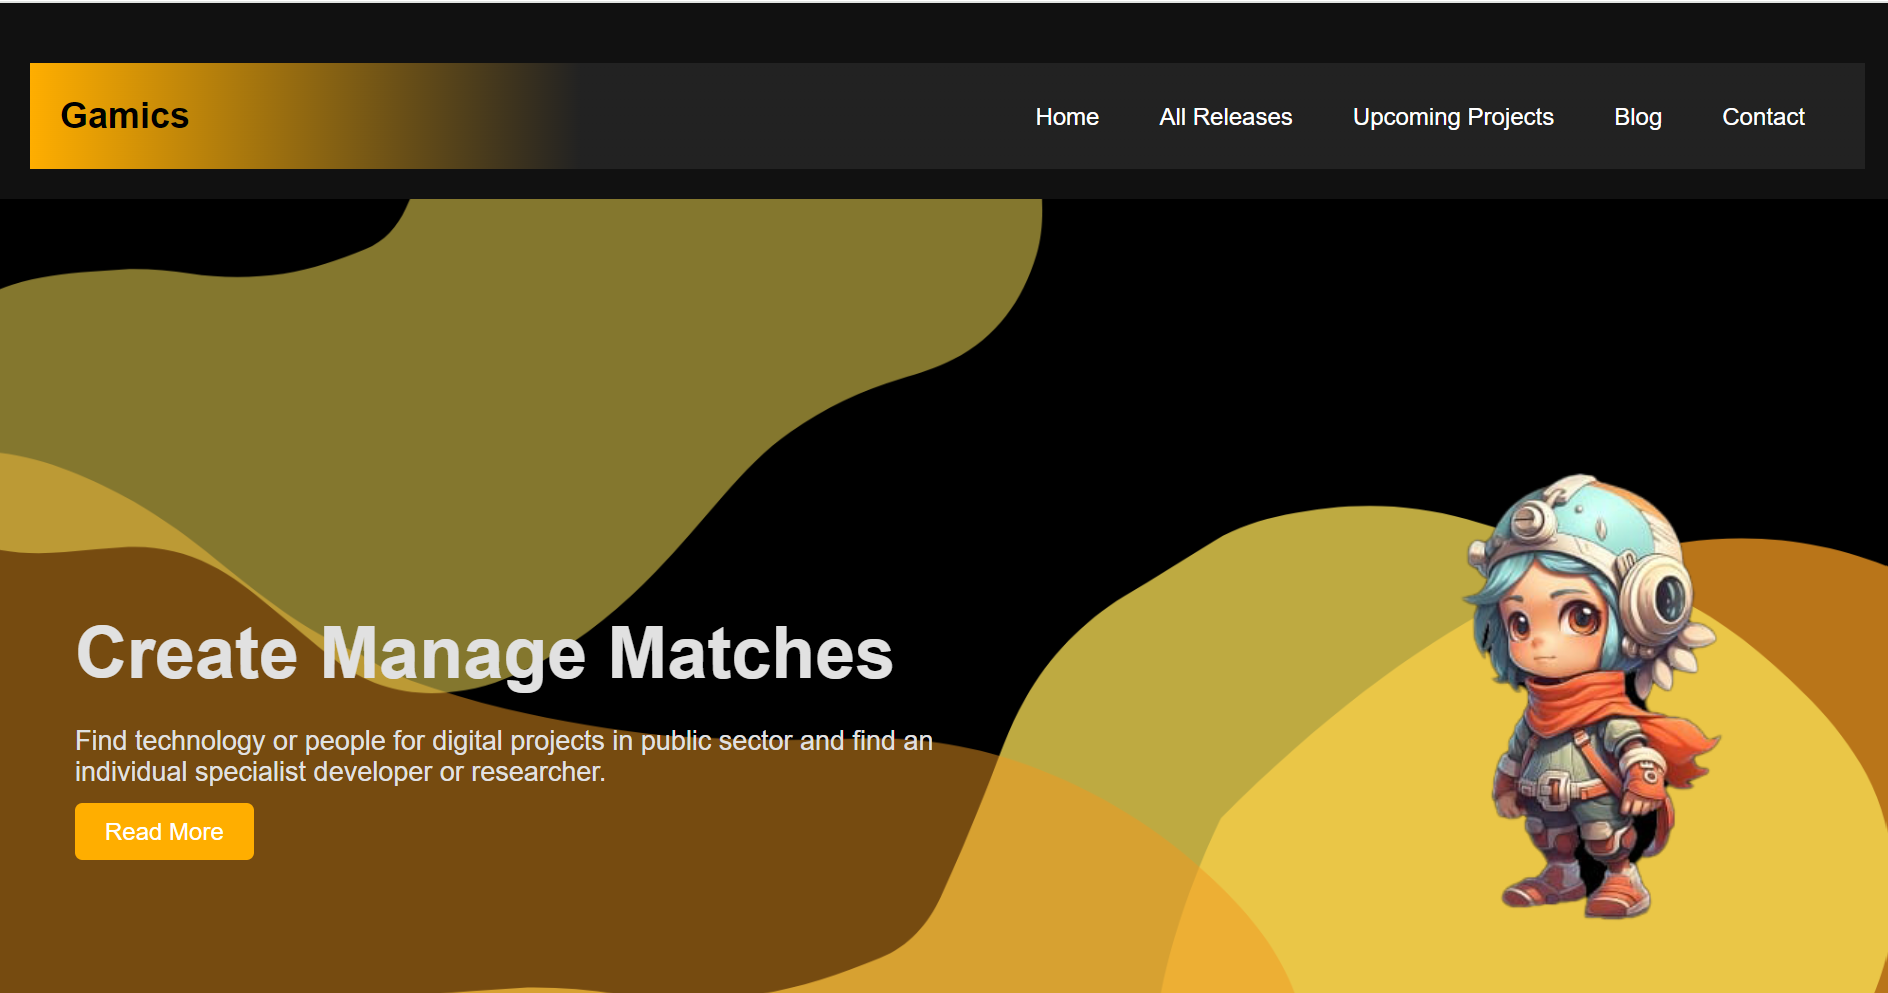 Gamics
Home
All Releases
Upcoming Projects
Blog
Contact
Create Manage Matches
Find technology or people for digital projects in public sector and find an
individual specialist developer or researcher.
Read More